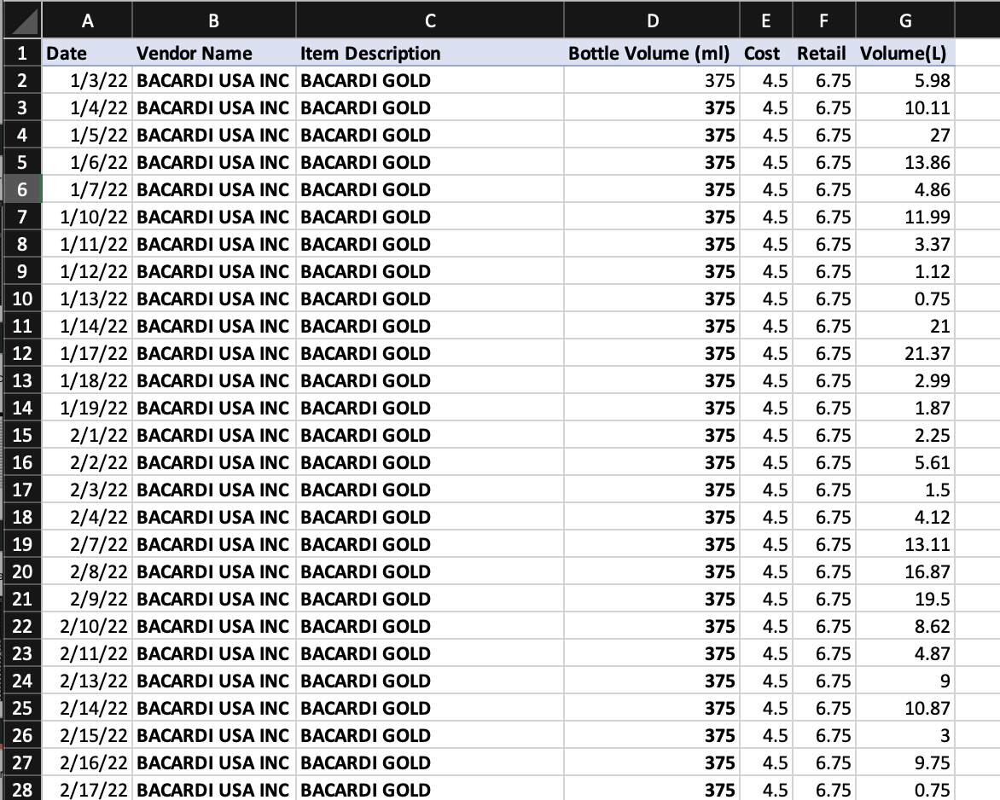 A B C D E F G
1 Date Vendor Name Item Description Bottle Volume (ml) Cost Retail Volume(L)
2 1/3/22 BACARDI USA INC BACARDI GOLD 375 4.5 6.75 5.98
3 1/4/22 BACARDI USA INC BACARDI GOLD 375 4.5 6.75 10.11
4 1/5/22 BACARDI USA INC BACARDI GOLD 375 4.5 6.75 27
5 1/6/22 BACARDI USA INC BACARDI GOLD 375 4.5 6.75 13.86
6 1/7/22 BACARDI USA INC BACARDI GOLD 375 4.5 6.75 4.86
7 1/10/22 BACARDI USA INC BACARDI GOLD 375 4.5 6.75 11.99
8 1/11/22 BACARDI USA INC BACARDI GOLD 375 4.5 6.75 3.37
9 1/12/22 BACARDI USA INC BACARDI GOLD 375 4.5 6.75 1.12
10 1/13/22 BACARDI USA INC BACARDI GOLD 375 4.5 6.75 0.75
11 1/14/22 BACARDI USA INC BACARDI GOLD 375 4.5 6.75 21
12 1/17/22 BACARDI USA INC BACARDI GOLD 375 4.5 6.75 21.37
13 1/18/22 BACARDI USA INC BACARDI GOLD 375 4.5 6.75 2.99
14 1/19/22 BACARDI USA INC BACARDI GOLD 375 4.5 6.75 1.87
15 2/1/22 BACARDI USA INC BACARDI GOLD 375 4.5 6.75 2.25
16 2/2/22 BACARDI USA INC BACARDI GOLD 375 4.5 6.75 5.61
17 2/3/22 BACARDI USA INC BACARDI GOLD 375 4.5 6.75 1.5
18 2/4/22 BACARDI USA INC BACARDI GOLD 375 4.5 6.75 4.12
19 2/7/22 BACARDI USA INC BACARDI GOLD 375 4.5 6.75 13.11
20 2/8/22 BACARDI USA INC BACARDI GOLD 375 4.5 6.75 16.87
21 2/9/22 BACARDI USA INC BACARDI GOLD 375 4.5 6.75 19.5
22 2/10/22 BACARDI USA INC BACARDI GOLD 375 4.5 6.75 8.62
23 2/11/22 BACARDI USA INC BACARDI GOLD 375 4.5 6.75 4.87
24 2/13/22 BACARDI USA INC BACARDI GOLD 375 4.5 6.75 9
25 2/14/22 BACARDI USA INC BACARDI GOLD 375 4.5 6.75 10.87
26 2/15/22 BACARDI USA INC BACARDI GOLD 375 4.5 6.75 3
27 2/16/22 BACARDI USA INC BACARDI GOLD 375 4.5 6.75 9.75
28 2/17/22 BACARDI USA INC BACARDI GOLD 375 4.5 6.75 0.75